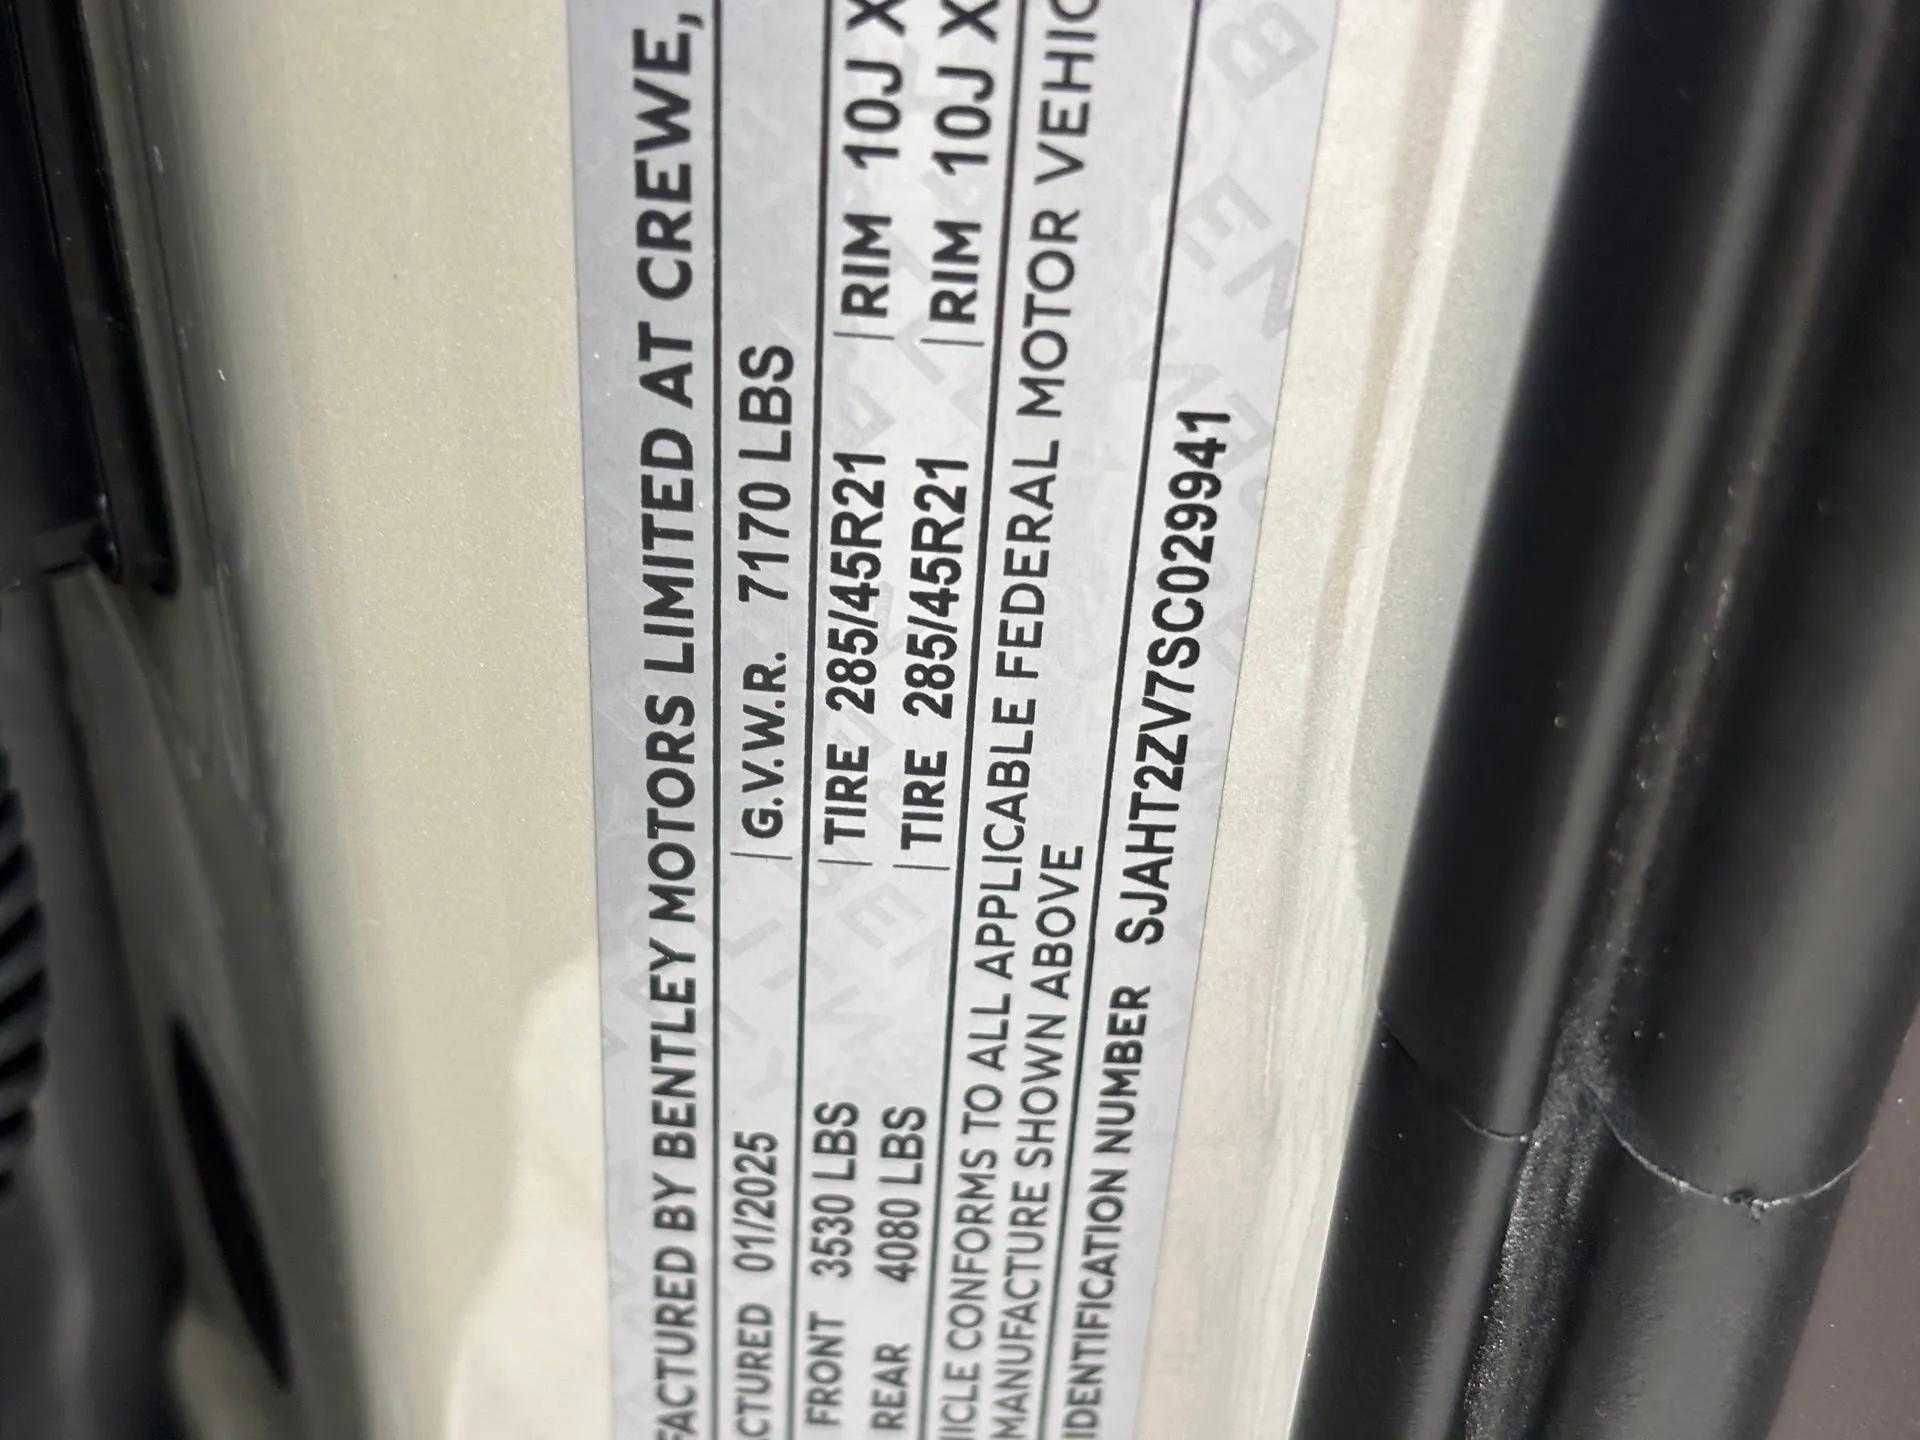 FACTURED BY BENTLEY MOTORS LIMITED AT CREWE,
CTURED 01/2025 G.V.W.R. 7170 LBS
FRONT 3530 LBS TIRE 285/45R21 RIM 10J X
REAR 4080 LBS TIRE 285/45R21 RIM 10J X
ICLE CONFORMS TO ALL APPLICABLE FEDERAL MOTOR VEHIC
MANUFACTURE SHOWN ABOVE
IDENTIFICATION NUMBER SJAHT2ZV7SC029941